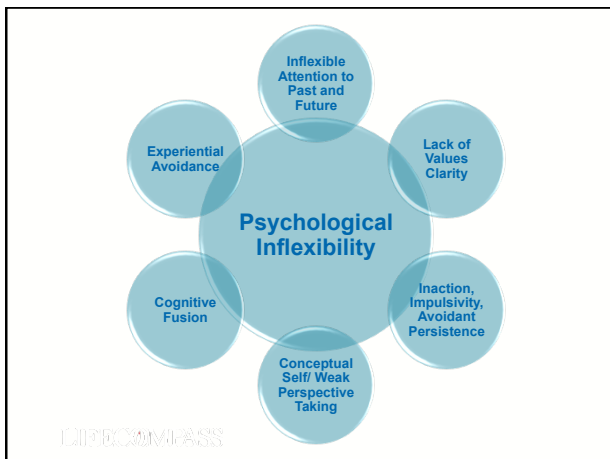 Inflexible
Attention to
Past and
Future
Experiential
Avoidance
Lack of
Values
Clarity
Psychological
Inflexibility
Cognitive
Fusion
Inaction,
Impulsivity,
Avoidant
Persistence
Conceptual
Self/ Weak
Perspective
Taking
LIFECOMPASS